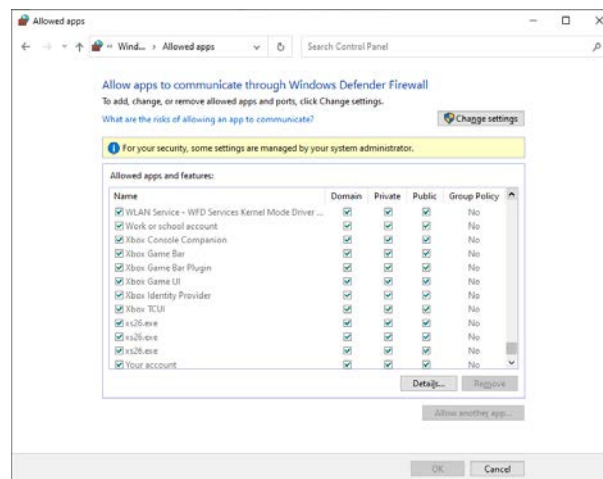 Allowed apps
Wind... › Allowed apps
Search Control Panel
Allow apps to communicate through Windows Defender Firewall
To add, change, or remove allowed apps and ports, click Change settings.
What are the risks of allowing an app to communicate?
Change settings
For your security, some settings are managed by your system administrator.
Allowed apps and features:
Name Domain Private Public Group Policy
WLAN Service - WFD Services Kernel Mode Driver ... No
Work or school account No
Xbox Console Companion No
Xbox Game Bar No
Xbox Game Bar Plugin No
Xbox Game UI No
Xbox Identity Provider No
Xbox TCUI No
xs26.exe No
xs26.exe No
xs26.exe No
Your account No
Details... Remove
Allow another app...
OK Cancel